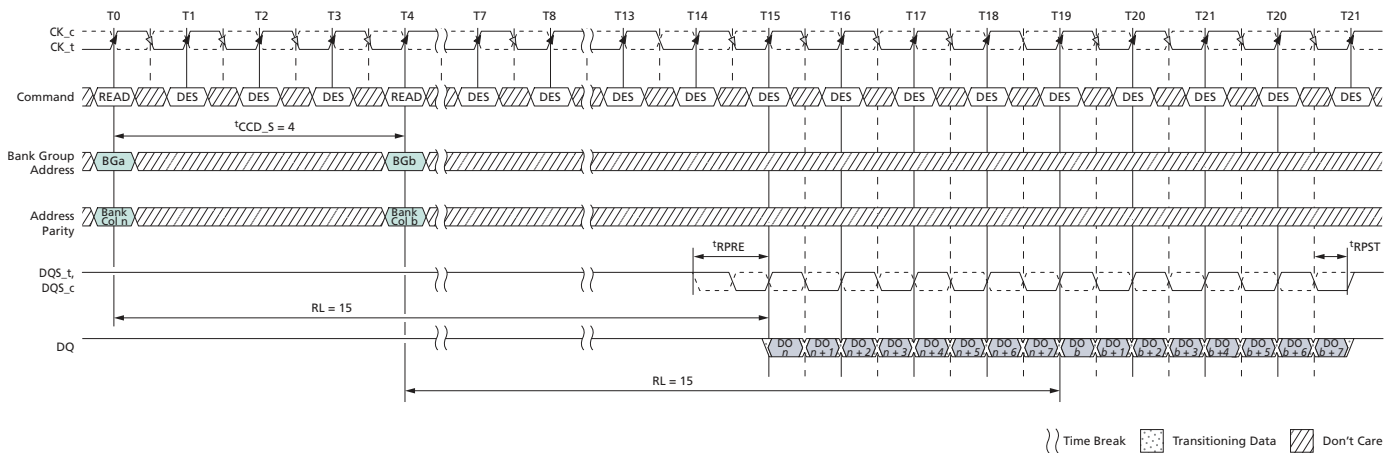 T0 T1 T2 T3 T4 T7 T8 T13 T14 T15 T16 T17 T18 T19 T20 T21 T20 T21
CK_c
CK_t
Command READ DES DES DES READ DES DES DES DES DES DES DES DES DES DES DES DES DES
tCCD_S = 4
Bank Group
Address BGa BGb
Address
Parity
Bank
Col n
Bank
Col b
tRPRE tRPST
DQS_t,
DQS_c
RL = 15
DQ
DO DO DO DO DO DO DO DO DO DO DO DO DO DO DO DO
n n + 1 n + 2 n + 3 n + 4 n + 5 n + 6 n + 7 b b + 1 b + 2 b + 3 b + 4 b + 5 b + 6 b + 7
RL = 15
Time Break Transitioning Data Don't Care